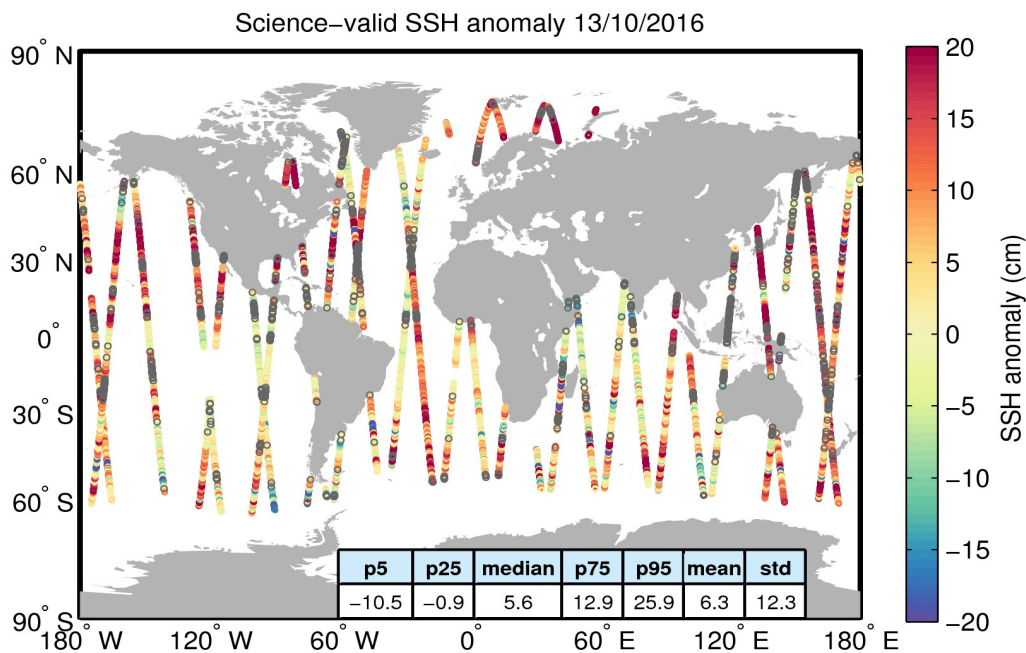 Science−valid SSH anomaly 13/10/2016
90° N
60° N
30° N
0°
30° S
60° S
90° S
180° W
120° W
60° W
0°
60° E
120° E
180° E
p5 p25 median p75 p95 mean std
−10.5 −0.9 5.6 12.9 25.9 6.3 12.3
20
15
10
5
0
−5
−10
−15
−20
SSH anomaly (cm)